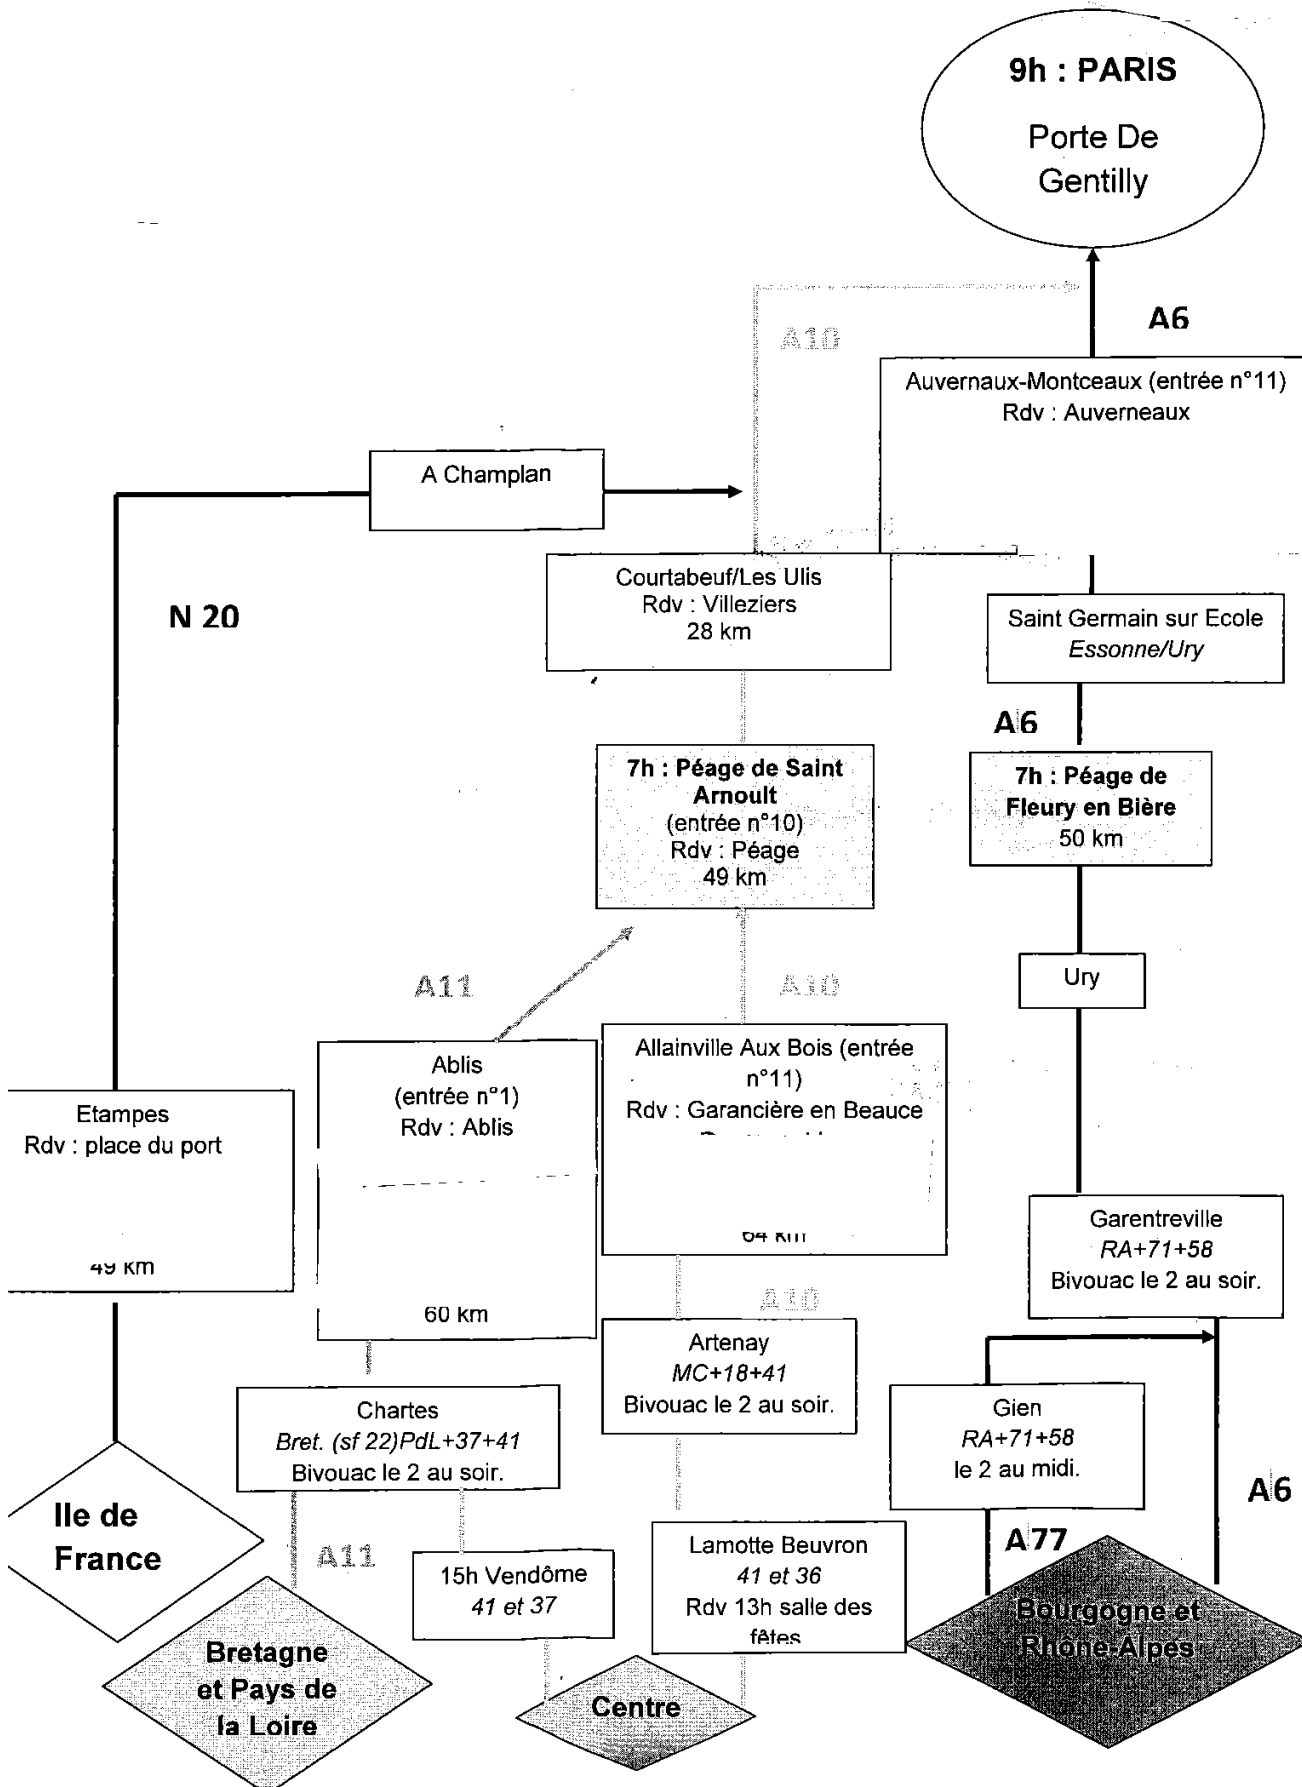 9h : PARIS
Porte De
Gentilly
A6
A10
Auvernaux-Montceaux (entrée n°11)
Rdv : Auverneaux
A Champlan
N 20
Courtabeuf/Les Ulis
Rdv : Villeziers
28 km
Saint Germain sur Ecole
Essonne/Ury
A6
7h : Péage de Saint
Arnoult
(entrée n°10)
Rdv : Péage
49 km
7h : Péage de
Fleury en Bière
50 km
A11
A10
Ury
Ablis
(entrée n°1)
Rdv : Ablis
60 km
Allainville Aux Bois (entrée
n°11)
Rdv : Garancière en Beauce
64 km
Etampes
Rdv : place du port
49 km
Garentreville
RA+71+58
Bivouac le 2 au soir.
A10
Artenay
MC+18+41
Bivouac le 2 au soir.
Chartes
Bret. (sf 22)PdL+37+41
Bivouac le 2 au soir.
Gien
RA+71+58
le 2 au midi.
A6
A77
Ile de
France
A11
15h Vendôme
41 et 37
Lamotte Beuvron
41 et 36
Rdv 13h salle des
fêtes
Bourgogne et
Rhône-Alpes
Bretagne
et Pays de
la Loire
Centre